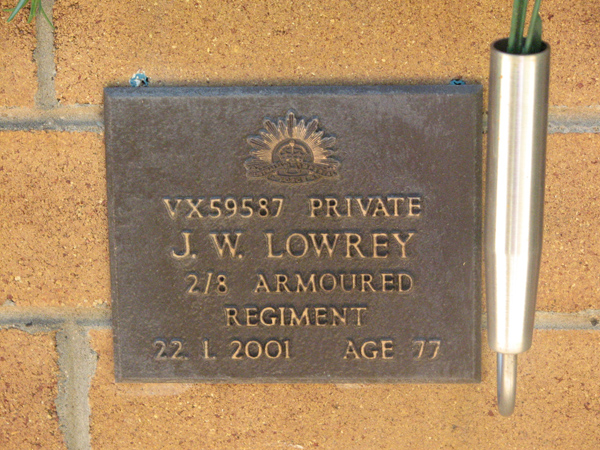 VX59587 PRIVATE
J. W. LOWREY
2/8 ARMOURED
REGIMENT
22. 1. 2001 AGE 77